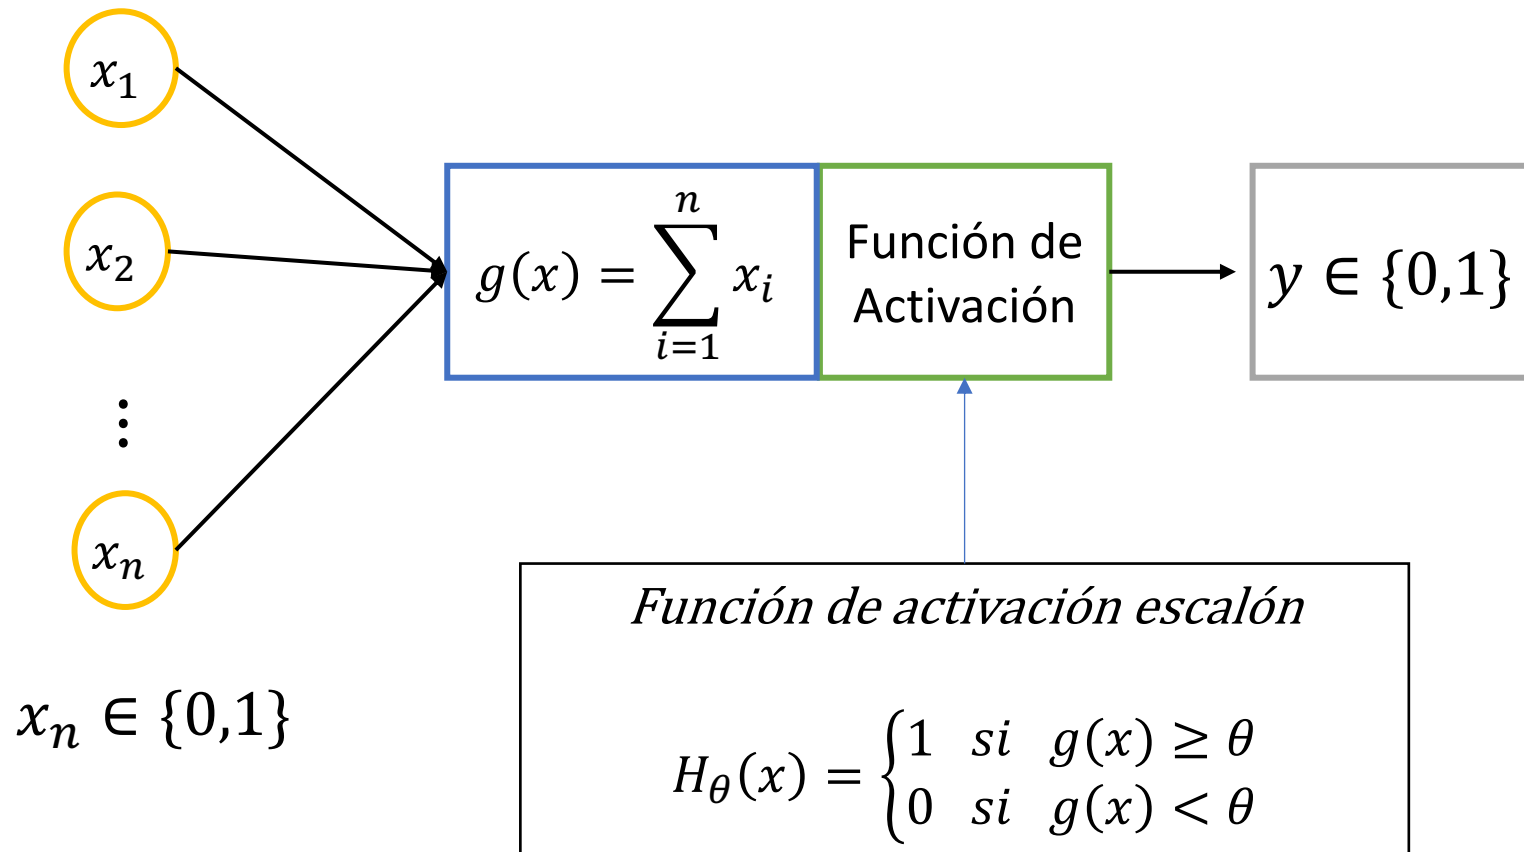 x₁
x₂
⋮
xₙ
xₙ ∈ {0,1}
n
g(x) = ∑ xᵢ
i=1
Función de
Activación
y ∈ {0,1}
Función de activación escalón
H_θ(x) = {1 si g(x) ≥ θ
0 si g(x) < θ